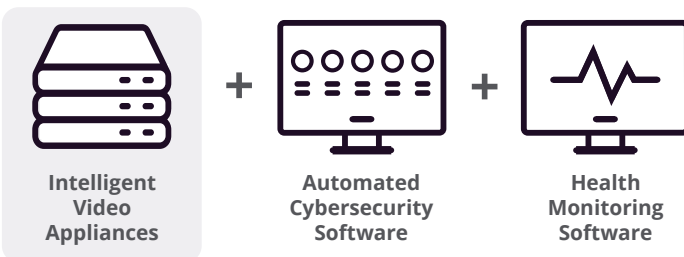 Intelligent
Video
Appliances
+
Automated
Cybersecurity
Software
+
Health
Monitoring
Software